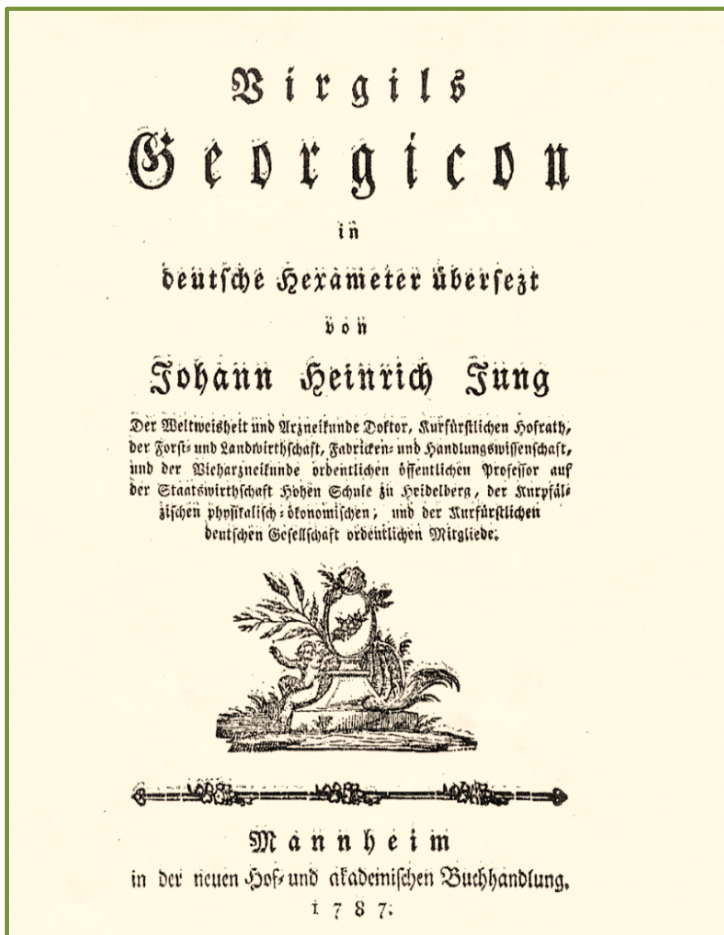 Virgils
Georgicon
in
deutsche Hexameter übersezt
von
Johann Heinrich Jung
Der Weltweisheit und Arzneikunde Doktor, Kurfürstlichen Hofrath,
der Forst- und Landwirthschaft, Fabricken- und Handlungswissenschaft,
und der Vieharzneikunde ordentlichen öffentlichen Professor auf
der Staatswirthschaft Hohen Schule zu Heidelberg, der Kurpfäl-
zischen physikalisch-ökonomischen, und der Kurfürstlichen
deutschen Gesellschaft ordentlichen Mitgliede.
Mannheim
in der neuen Hof- und akademischen Buchhandlung.
1787.